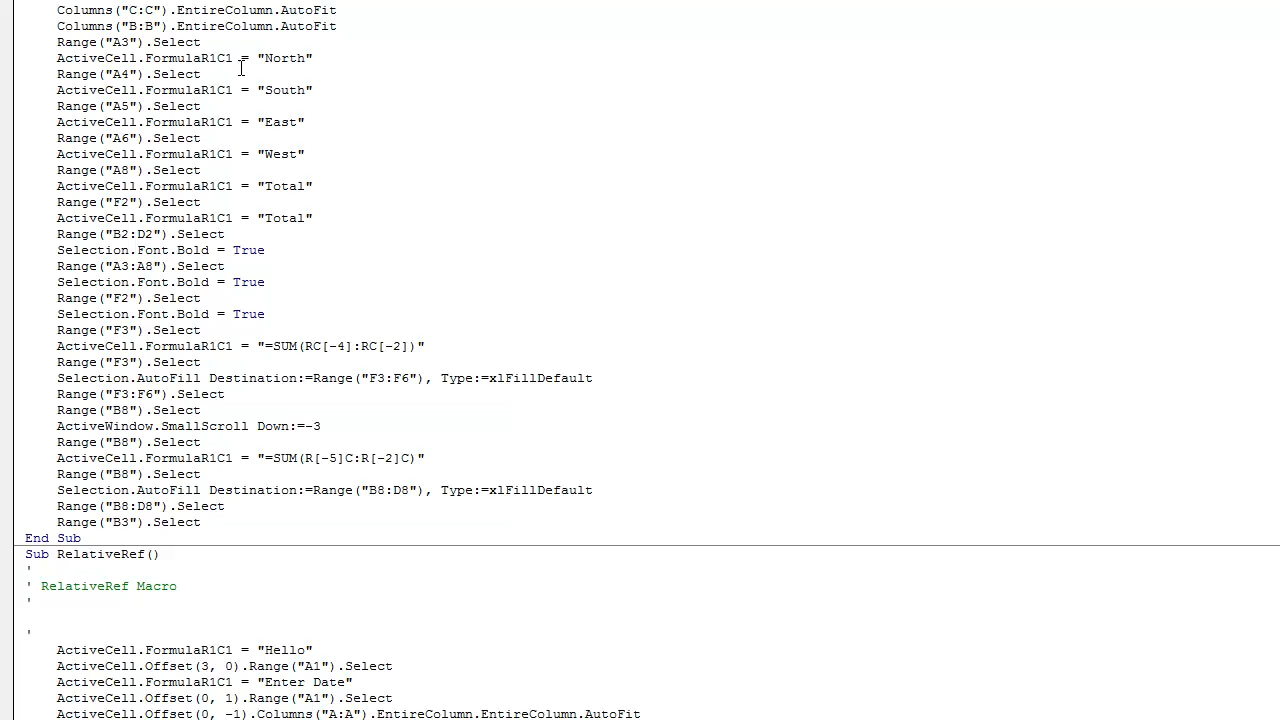 Columns("C:C").EntireColumn.AutoFit
Columns("B:B").EntireColumn.AutoFit
Range("A3").Select
ActiveCell.FormulaR1C1 = "North"
Range("A4").Select
ActiveCell.FormulaR1C1 = "South"
Range("A5").Select
ActiveCell.FormulaR1C1 = "East"
Range("A6").Select
ActiveCell.FormulaR1C1 = "West"
Range("A8").Select
ActiveCell.FormulaR1C1 = "Total"
Range("F2").Select
ActiveCell.FormulaR1C1 = "Total"
Range("B2:D2").Select
Selection.Font.Bold = True
Range("A3:A8").Select
Selection.Font.Bold = True
Range("F2").Select
Selection.Font.Bold = True
Range("F3").Select
ActiveCell.FormulaR1C1 = "=SUM(RC[-4]:RC[-2])"
Range("F3").Select
Selection.AutoFill Destination:=Range("F3:F6"), Type:=xlFillDefault
Range("F3:F6").Select
Range("B8").Select
ActiveWindow.SmallScroll Down:=-3
Range("B8").Select
ActiveCell.FormulaR1C1 = "=SUM(R[-5]C:R[-2]C)"
Range("B8").Select
Selection.AutoFill Destination:=Range("B8:D8"), Type:=xlFillDefault
Range("B8:D8").Select
Range("B3").Select
End Sub
Sub RelativeRef()
'
' RelativeRef Macro
'
'
ActiveCell.FormulaR1C1 = "Hello"
ActiveCell.Offset(3, 0).Range("A1").Select
ActiveCell.FormulaR1C1 = "Enter Date"
ActiveCell.Offset(0, 1).Range("A1").Select
ActiveCell.Offset(0, -1).Columns("A:A").EntireColumn.EntireColumn.AutoFit